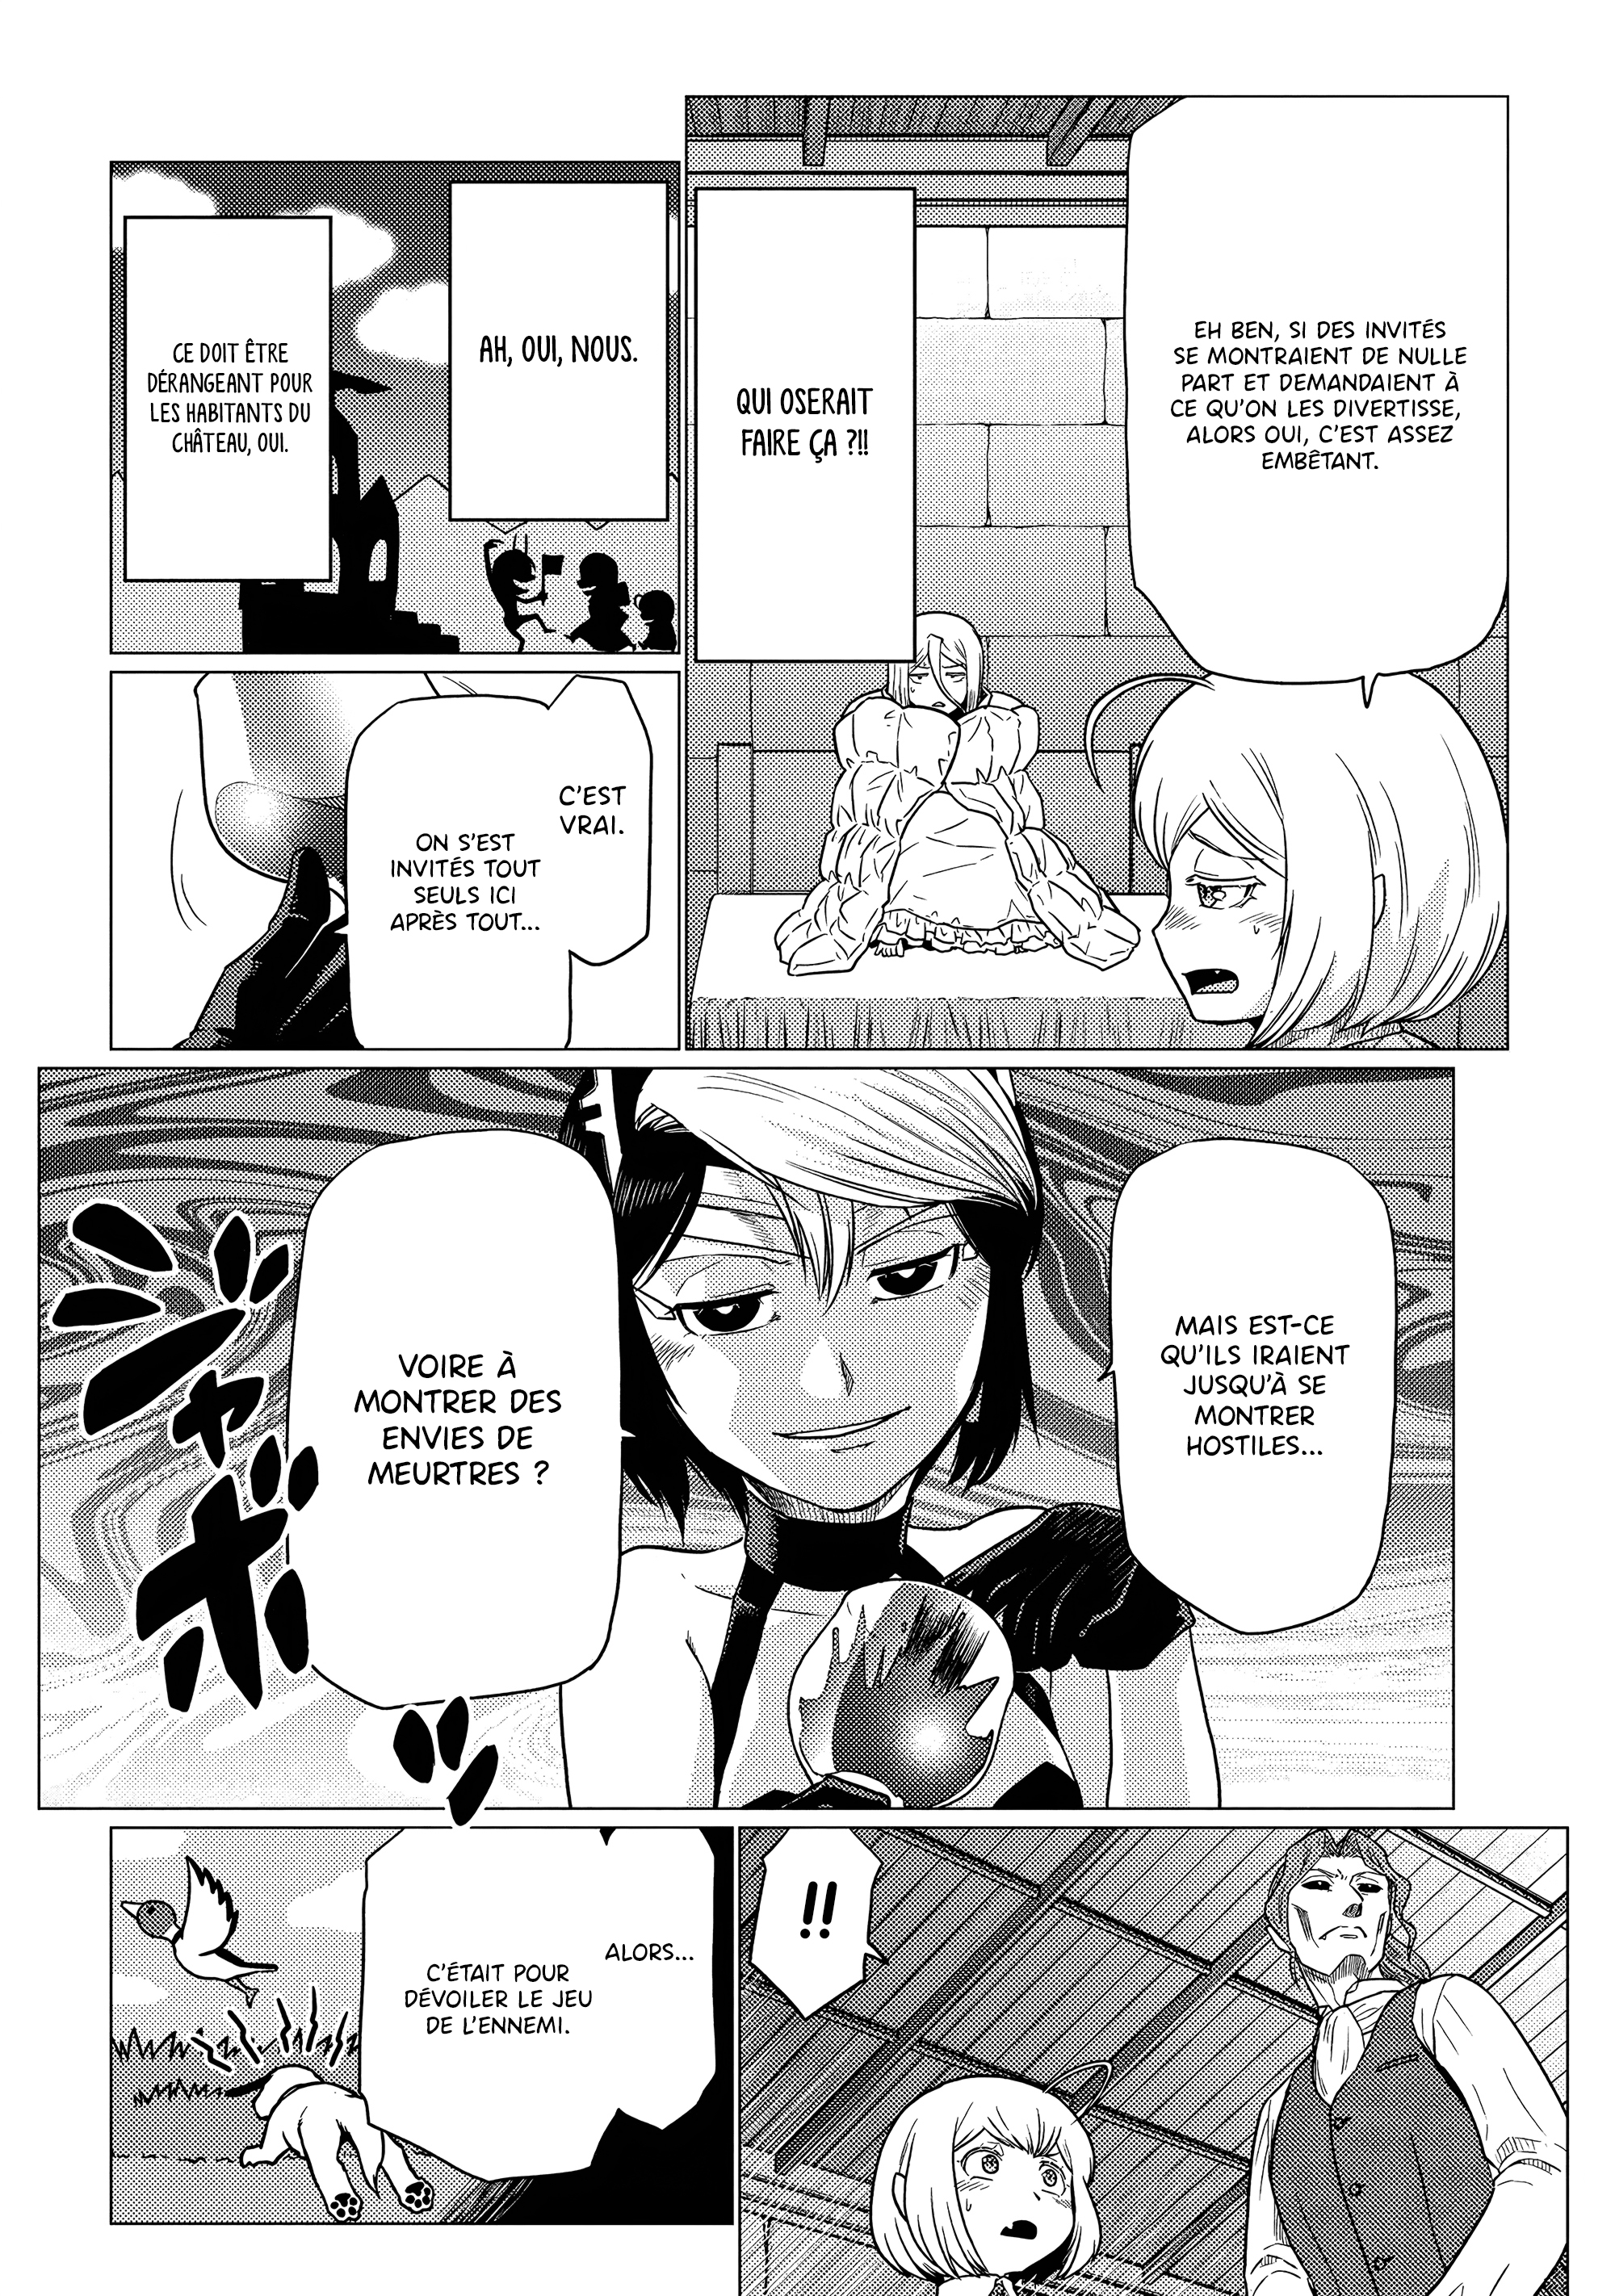 EH BEN, SI DES INVITÉS
SE MONTRAIENT DE NULLE
PART ET DEMANDAIENT À
CE QU'ON LES DIVERTISSE,
ALORS OUI, C'EST ASSEZ
EMBÊTANT.
QUI OSERAIT
FAIRE ÇA ?!!
AH, OUI, NOUS.
CE DOIT ÊTRE
DÉRANGEANT POUR
LES HABITANTS DU
CHÂTEAU, OUI.
C'EST
VRAI.
ON S'EST
INVITÉS TOUT
SEULS ICI
APRÈS TOUT...
MAIS EST-CE
QU'ILS IRAIENT
JUSQU'À SE
MONTRER
HOSTILES...
VOIRE À
MONTRER DES
ENVIES DE
MEURTRES ?
ジャボッ
!!
ALORS...
C'ÉTAIT POUR
DÉVOILER LE JEU
DE L'ENNEMI.